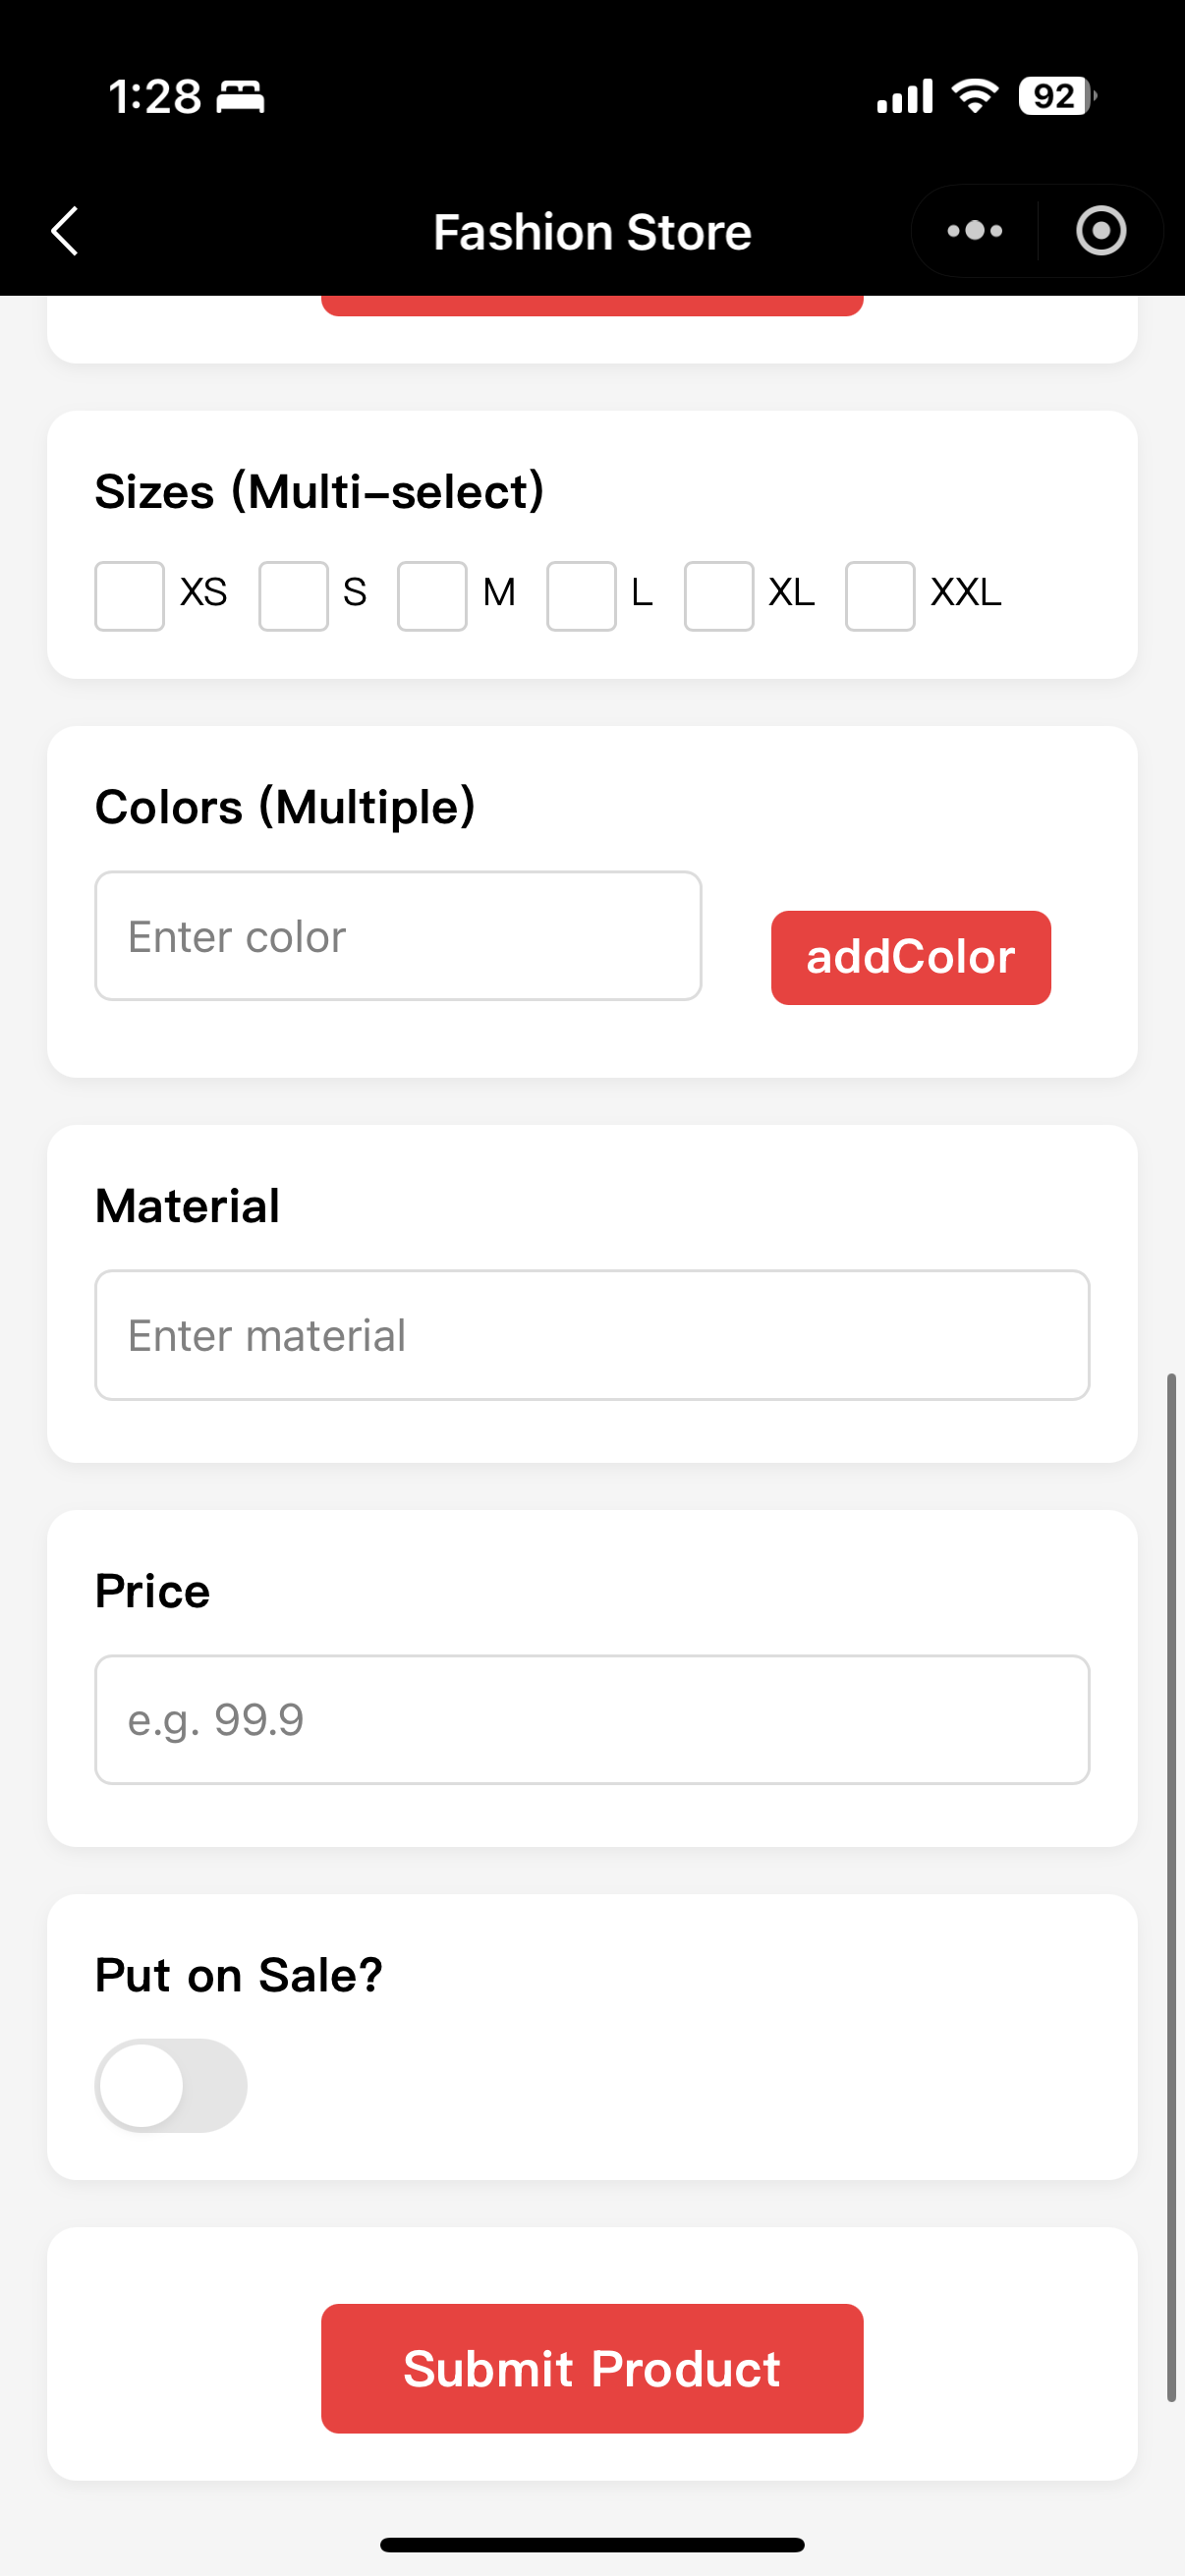 1:28
92
Fashion Store
Sizes (Multi-select)
XS S M L XL XXL
Colors (Multiple)
Enter color
addColor
Material
Enter material
Price
e.g. 99.9
Put on Sale?
Submit Product